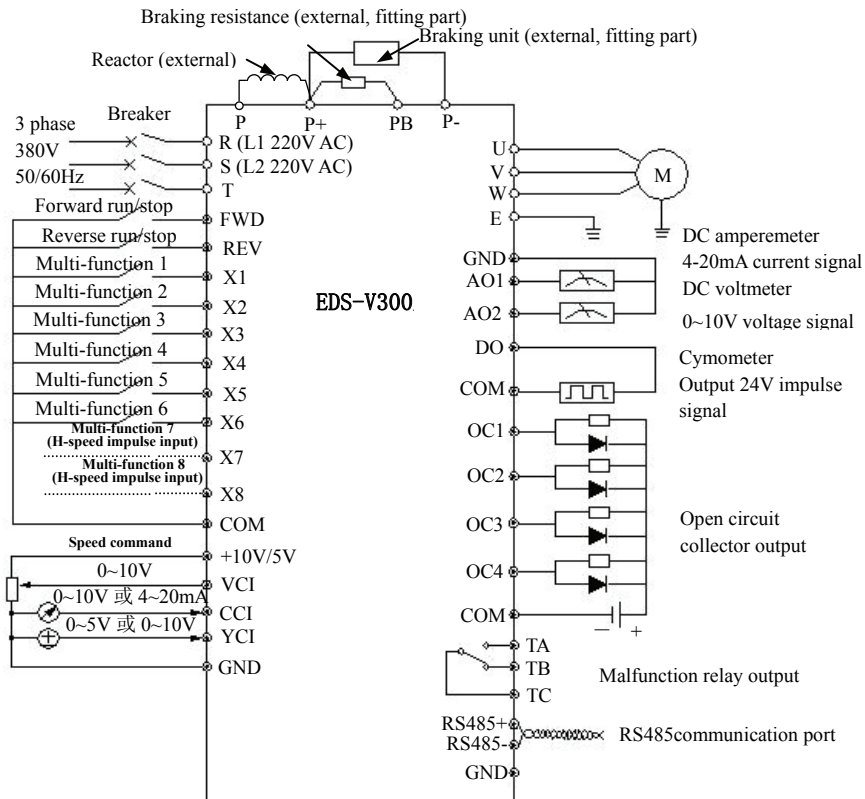 Braking resistance (external, fitting part)
Braking unit (external, fitting part)
Reactor (external)
P
P+
PB
P-
3 phase
380V
50/60Hz
Breaker
R (L1 220V AC)
S (L2 220V AC)
T
Forward run/stop
FWD
Reverse run/stop
REV
Multi-function 1
X1
Multi-function 2
X2
Multi-function 3
X3
Multi-function 4
X4
Multi-function 5
X5
Multi-function 6
X6
Multi-function 7
(H-speed impulse input)
X7
Multi-function 8
(H-speed impulse input)
X8
COM
Speed command
+10V/5V
0~10V
VCI
0~10V 或 4~20mA
CCI
0~5V 或 0~10V
YCI
GND
EDS-V300
U
V
W
E
M
GND
AO1
AO2
DC amperemeter
4-20mA current signal
DC voltmeter
0~10V voltage signal
DO
COM
Cymometer
Output 24V impulse
signal
OC1
OC2
OC3
OC4
COM
− +
Open circuit
collector output
TA
TB
TC
Malfunction relay output
RS485+
RS485-
RS485communication port
GND